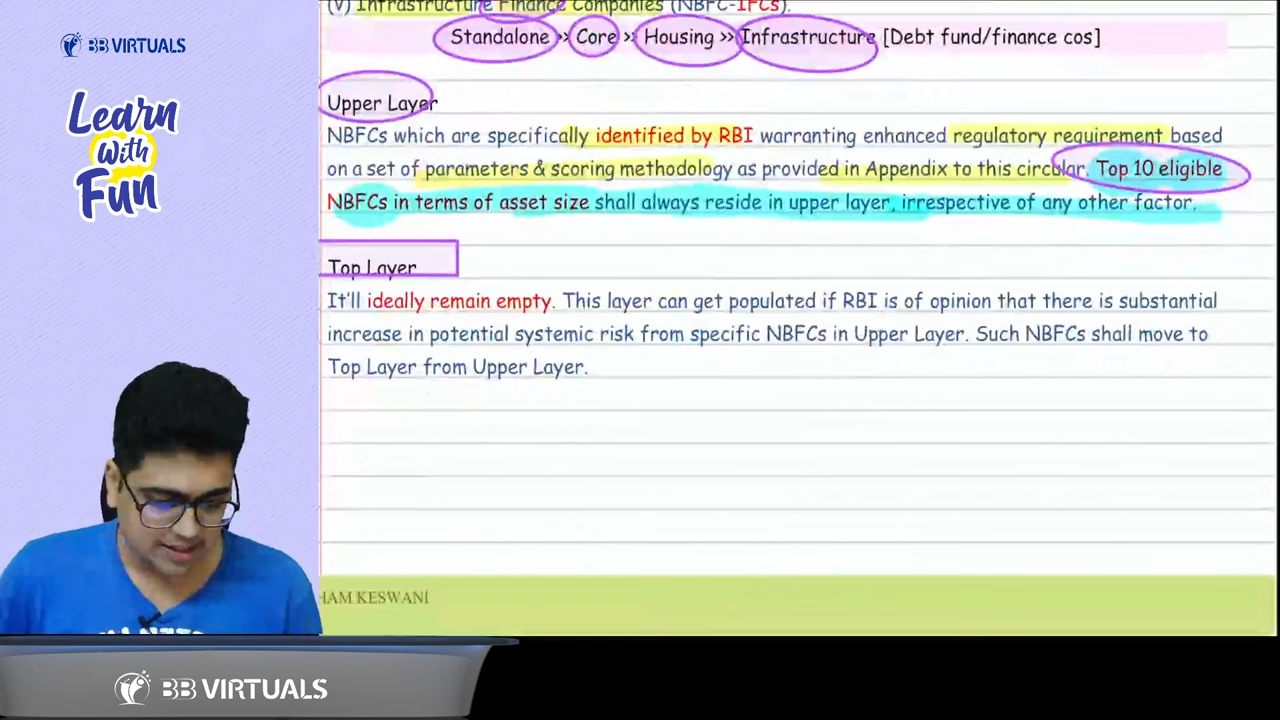 BB VIRTUALS
Learn
With
Fun
(v) Infrastructure Finance Companies (NBFC-IFCs).
Standalone >> Core >> Housing >> Infrastructure [Debt fund/finance cos]
Upper Layer
NBFCs which are specifically identified by RBI warranting enhanced regulatory requirement based
on a set of parameters & scoring methodology as provided in Appendix to this circular. Top 10 eligible
NBFCs in terms of asset size shall always reside in upper layer, irrespective of any other factor.
Top Layer
It'll ideally remain empty. This layer can get populated if RBI is of opinion that there is substantial
increase in potential systemic risk from specific NBFCs in Upper Layer. Such NBFCs shall move to
Top Layer from Upper Layer.
HAM KESWANI
BB VIRTUALS